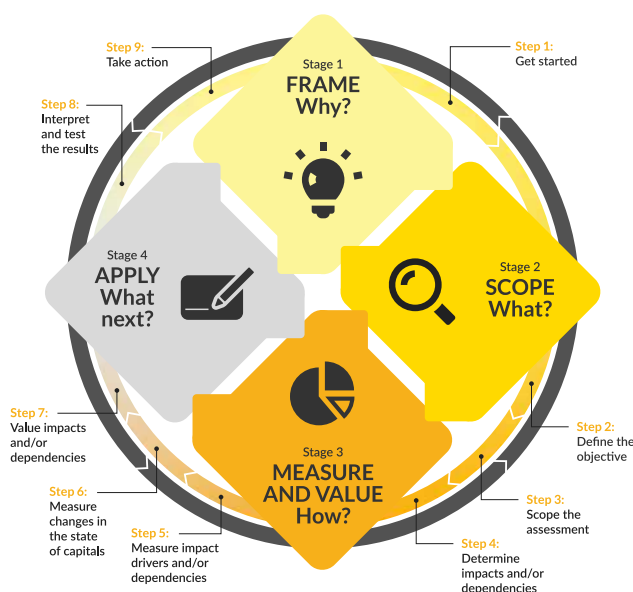 Stage 1
FRAME
Why?
Step 1:
Get started
Stage 2
SCOPE
What?
Step 2:
Define the
objective
Step 3:
Scope the
assessment
Step 4:
Determine
impacts and/or
dependencies
Stage 3
MEASURE
AND VALUE
How?
Step 5:
Measure impact
drivers and/or
dependencies
Step 6:
Measure
changes in
the state
of capitals
Step 7:
Value impacts
and/or
dependencies
Stage 4
APPLY
What
next?
Step 8:
Interpret
and test
the results
Step 9:
Take action